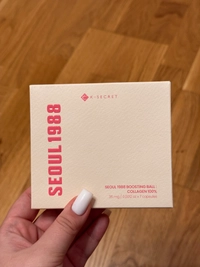 K-SECRET
SEOUL 1988
SEOUL 1988 BOOSTING BALL :
COLLAGEN 100%